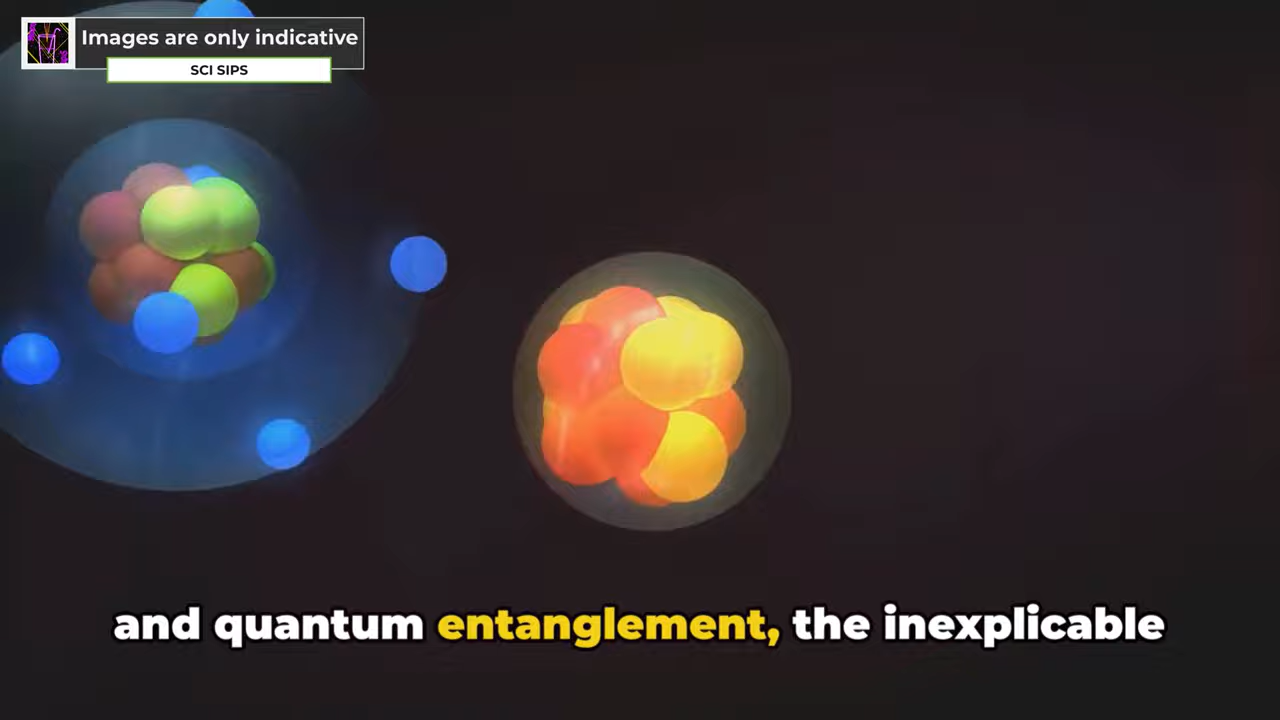 Images are only indicative
SCI SIPS
and quantum entanglement, the inexplicable